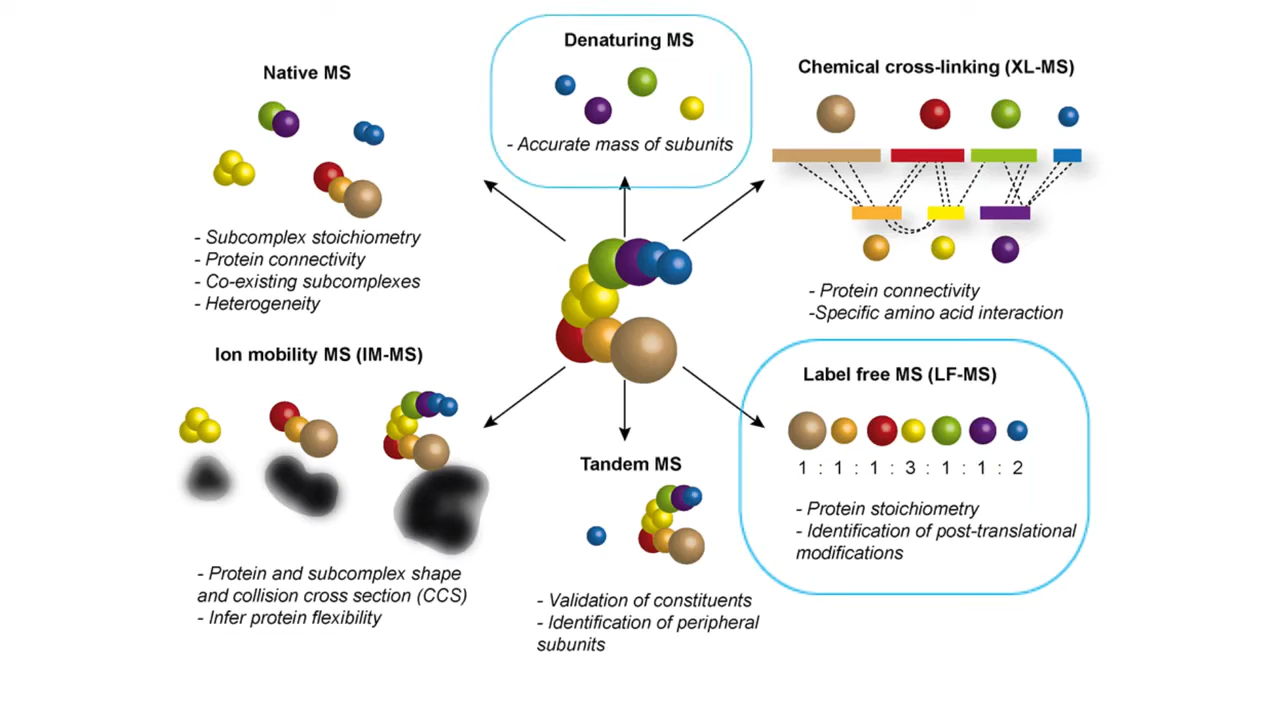 Native MS
- Subcomplex stoichiometry
- Protein connectivity
- Co-existing subcomplexes
- Heterogeneity
Denaturing MS
- Accurate mass of subunits
Chemical cross-linking (XL-MS)
- Protein connectivity
-Specific amino acid interaction
Ion mobility MS (IM-MS)
- Protein and subcomplex shape
and collision cross section (CCS)
- Infer protein flexibility
Tandem MS
- Validation of constituents
- Identification of peripheral
subunits
Label free MS (LF-MS)
1 : 1 : 1 : 3 : 1 : 1 : 2
- Protein stoichiometry
- Identification of post-translational
modifications